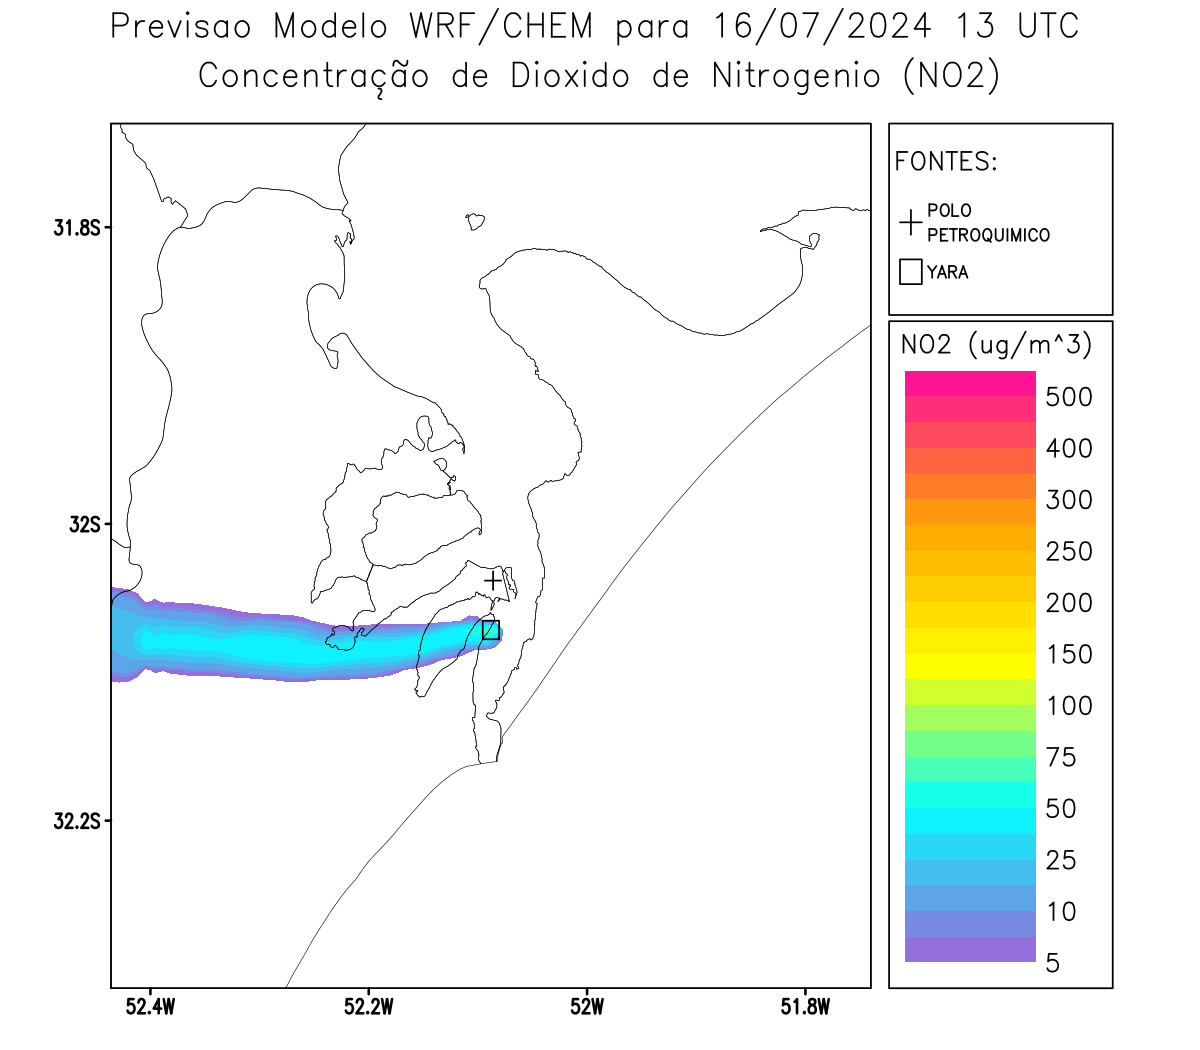 Previsao Modelo WRF/CHEM para 16/07/2024 13 UTC
Concentração de Dioxido de Nitrogenio (NO2)
FONTES:
POLO
PETROQUIMICO
YARA
31.8S
32S
32.2S
52.4W
52.2W
52W
51.8W
NO2 (ug/m^3)
500
400
300
250
200
150
100
75
50
25
10
5